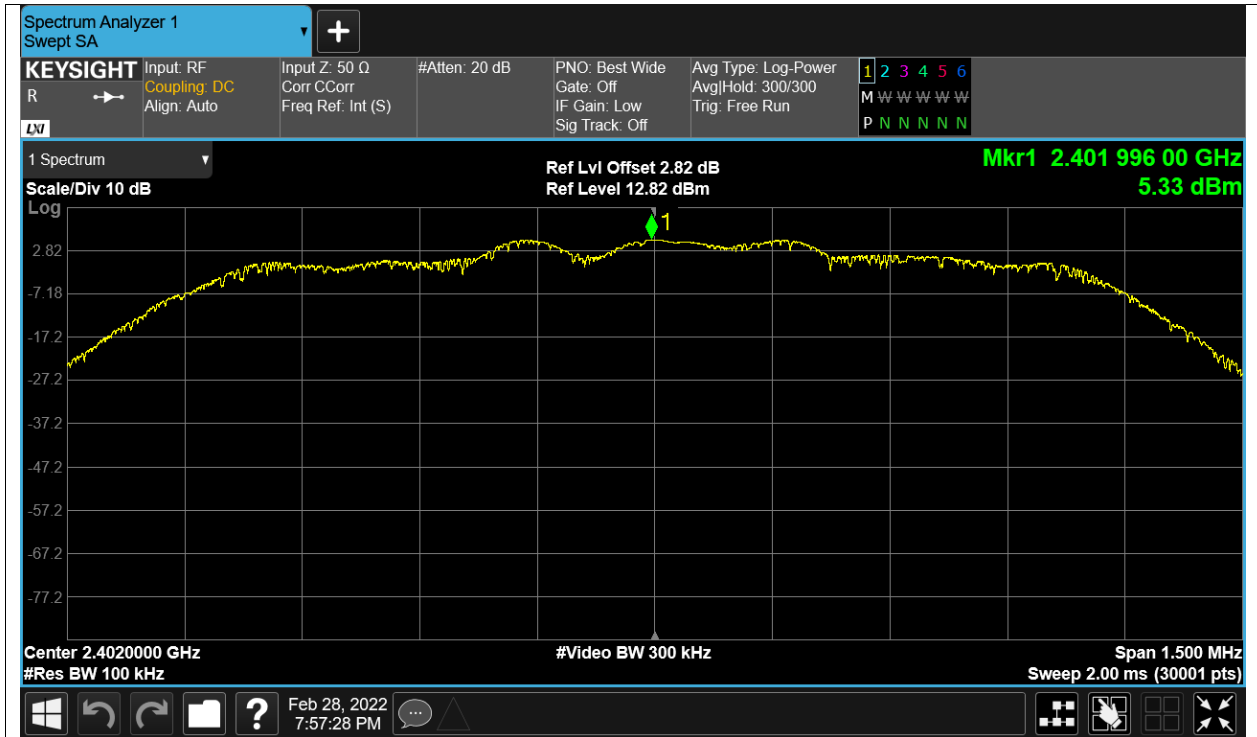 Spectrum Analyzer 1
Swept SA
KEYSIGHT
R
LXI
Input: RF
Coupling: DC
Align: Auto
Input Z: 50 Ω
Corr CCorr
Freq Ref: Int (S)
#Atten: 20 dB
PNO: Best Wide
Gate: Off
IF Gain: Low
Sig Track: Off
Avg Type: Log-Power
Avg|Hold: 300/300
Trig: Free Run
1 2 3 4 5 6
M W W W W W
P N N N N N
1 Spectrum
Scale/Div 10 dB
Ref Lvl Offset 2.82 dB
Ref Level 12.82 dBm
Mkr1 2.401 996 00 GHz
5.33 dBm
Log
1
2.82
-7.18
-17.2
-27.2
-37.2
-47.2
-57.2
-67.2
-77.2
Center 2.4020000 GHz
#Video BW 300 kHz
Span 1.500 MHz
#Res BW 100 kHz
Sweep 2.00 ms (30001 pts)
?
Feb 28, 2022
7:57:28 PM